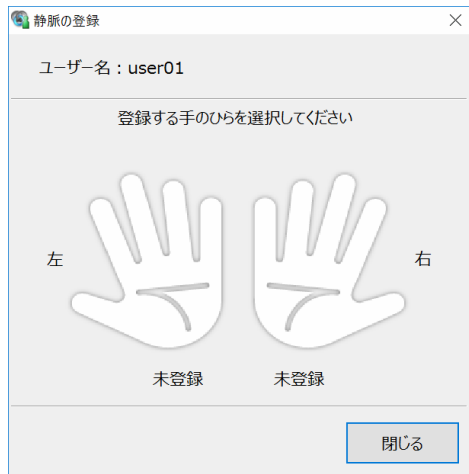 静脈の登録
ユーザー名：user01
登録する手のひらを選択してください
左
右
未登録
未登録
閉じる